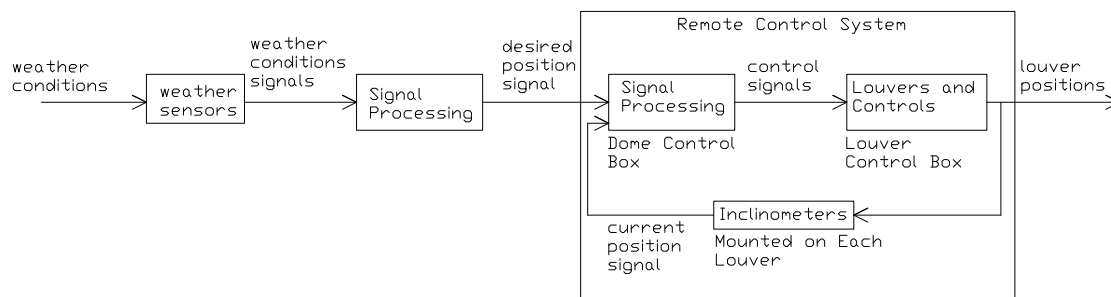 Remote Control System
weather
conditions
weather
sensors
weather
conditions
signals
Signal
Processing
desired
position
signal
Signal
Processing
Dome Control
Box
control
signals
Louvers and
Controls
Louver
Control Box
louver
positions
Inclinometers
Mounted on Each
Louver
current
position
signal